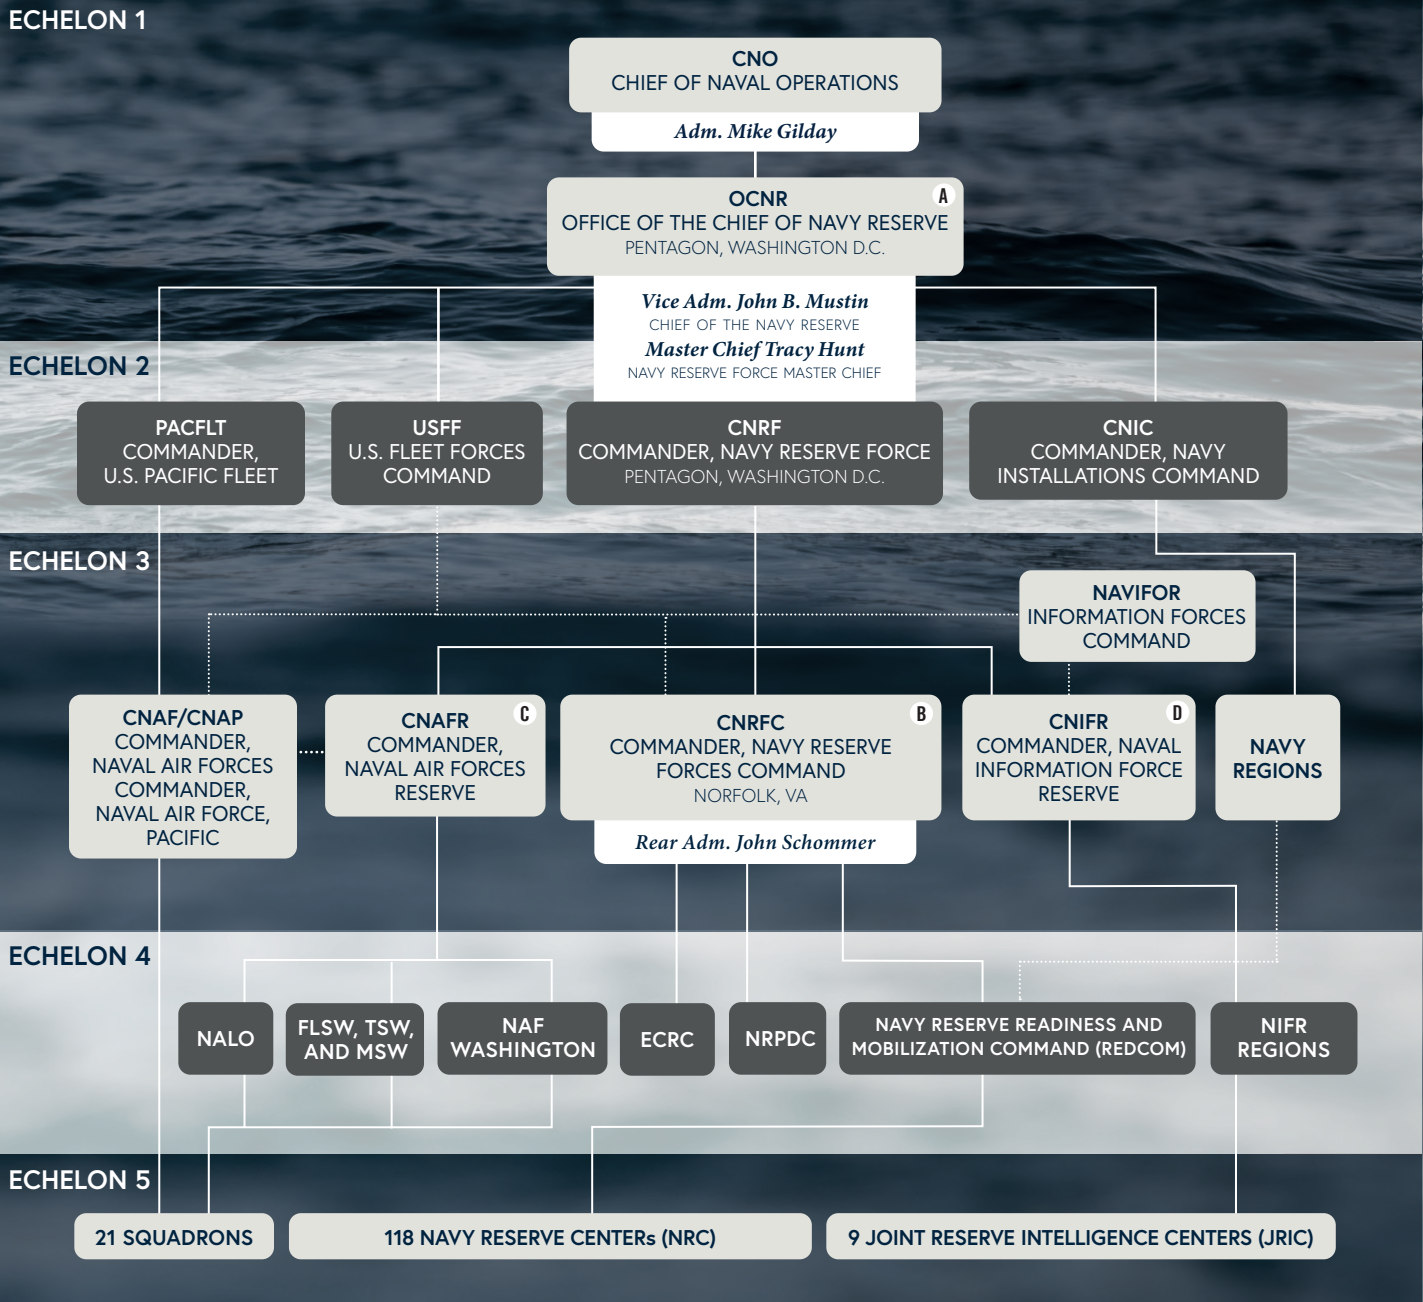 ECHELON 1
CNO
CHIEF OF NAVAL OPERATIONS
Adm. Mike Gilday
A
OCNR
OFFICE OF THE CHIEF OF NAVY RESERVE
PENTAGON, WASHINGTON D.C.
Vice Adm. John B. Mustin
CHIEF OF THE NAVY RESERVE
Master Chief Tracy Hunt
NAVY RESERVE FORCE MASTER CHIEF
ECHELON 2
PACFLT
COMMANDER,
U.S. PACIFIC FLEET
USFF
U.S. FLEET FORCES
COMMAND
CNRF
COMMANDER, NAVY RESERVE FORCE
PENTAGON, WASHINGTON D.C.
CNIC
COMMANDER, NAVY
INSTALLATIONS COMMAND
ECHELON 3
NAVIFOR
INFORMATION FORCES
COMMAND
CNAF/CNAP
COMMANDER,
NAVAL AIR FORCES
COMMANDER,
NAVAL AIR FORCE,
PACIFIC
C
CNAFR
COMMANDER,
NAVAL AIR FORCES
RESERVE
B
CNRFC
COMMANDER, NAVY RESERVE
FORCES COMMAND
NORFOLK, VA
Rear Adm. John Schommer
D
CNIFR
COMMANDER, NAVAL
INFORMATION FORCE
RESERVE
NAVY
REGIONS
ECHELON 4
NALO
FLSW, TSW,
AND MSW
NAF
WASHINGTON
ECRC
NRPDC
NAVY RESERVE READINESS AND
MOBILIZATION COMMAND (REDCOM)
NIFR
REGIONS
ECHELON 5
21 SQUADRONS
118 NAVY RESERVE CENTERs (NRC)
9 JOINT RESERVE INTELLIGENCE CENTERS (JRIC)